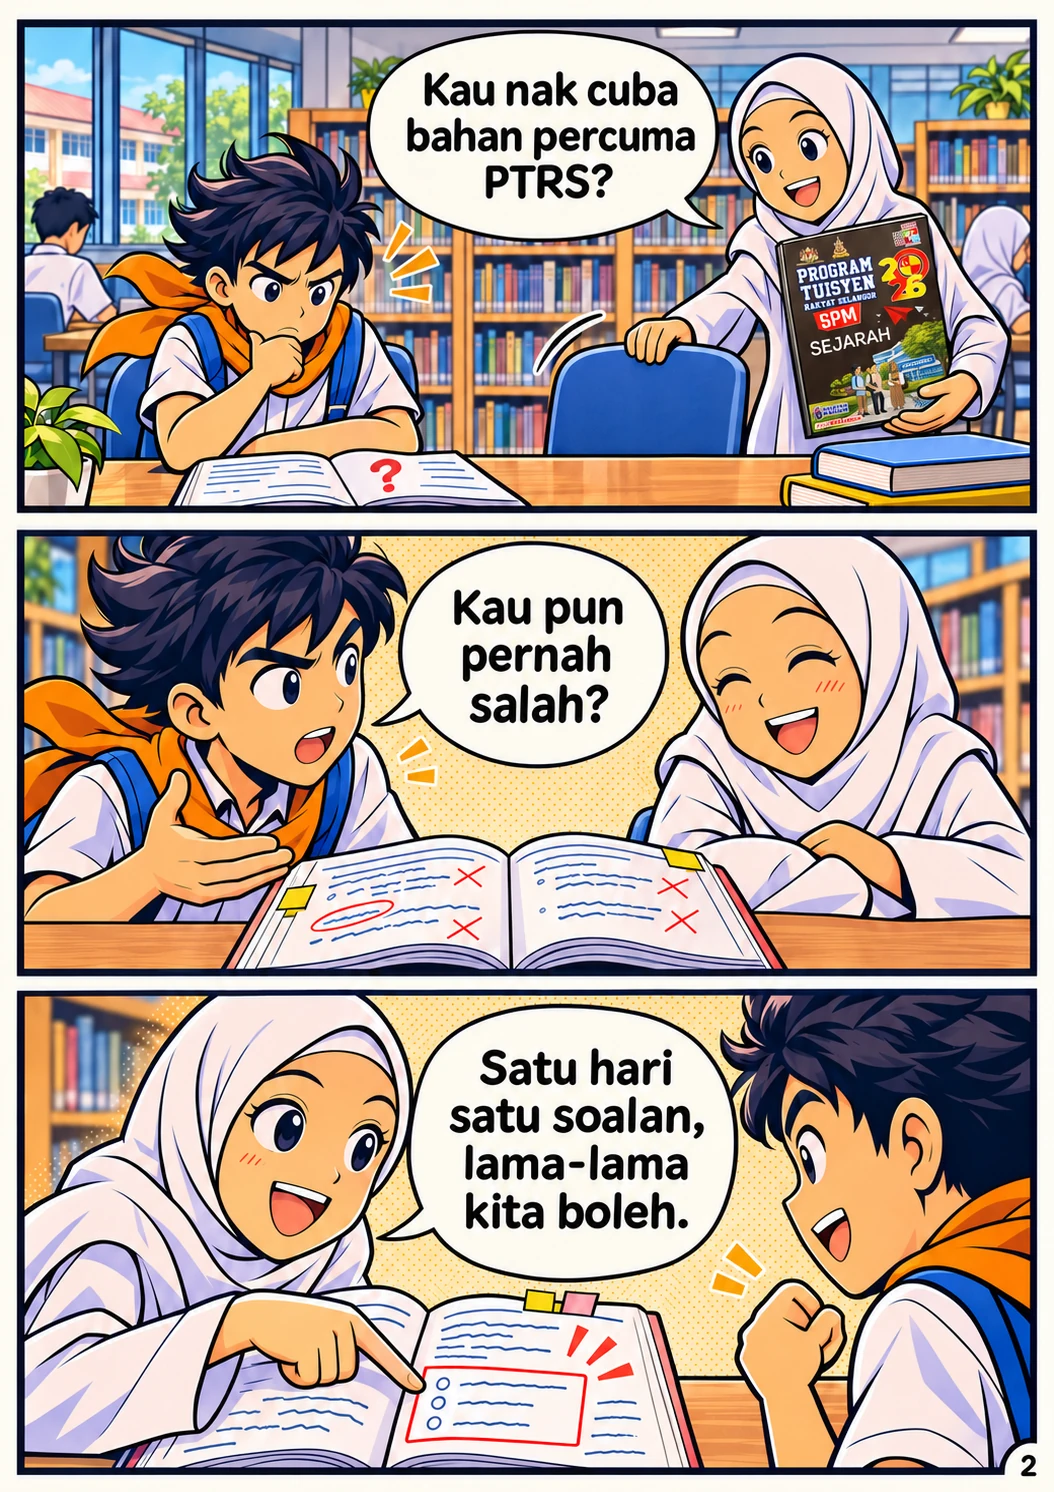 Kau nak cuba
bahan percuma
PTRS?
PROGRAM
TUISYEN
RAKYAT SELANGOR
2026
SPM
SEJARAH
?
Kau pun
pernah
salah?
Satu hari
satu soalan,
lama-lama
kita boleh.
2